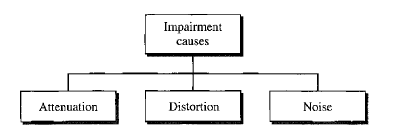 Impairment
causes
Attenuation
Distortion
Noise